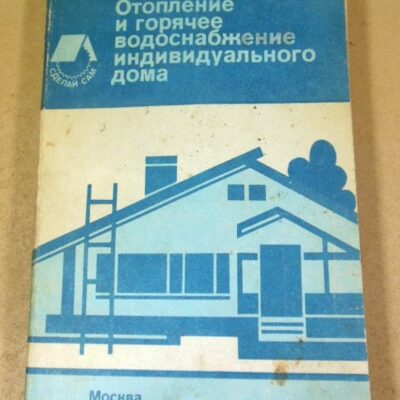 Отопление
и горячее
водоснабжение
индивидуального
дома
СДЕЛАЙ САМ
Москва